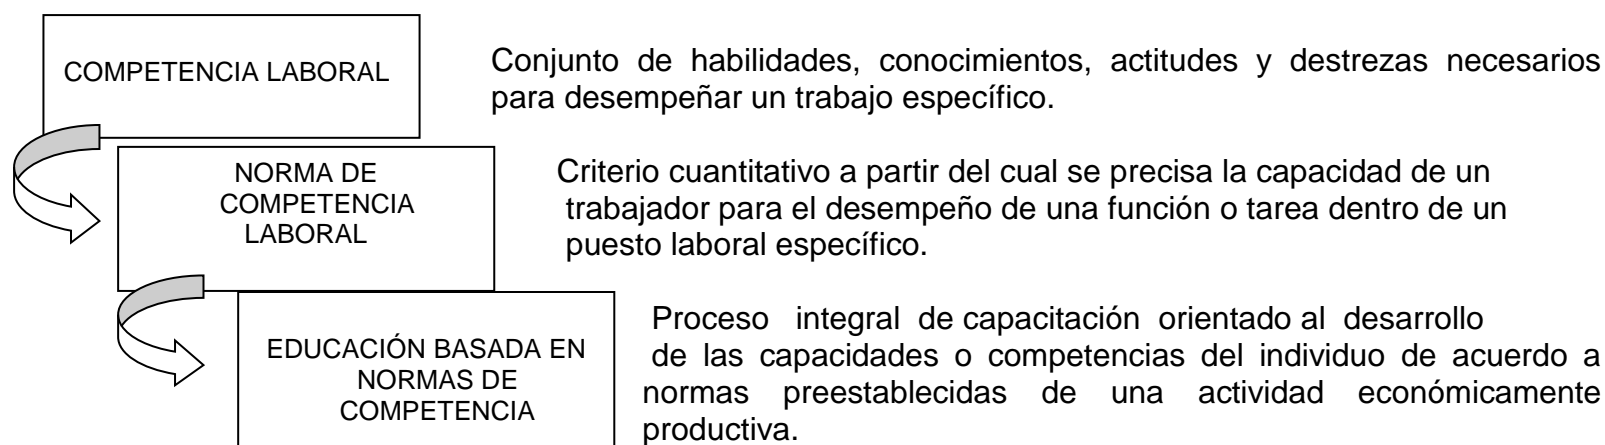 COMPETENCIA LABORAL
Conjunto de habilidades, conocimientos, actitudes y destrezas necesarios
para desempeñar un trabajo específico.
NORMA DE
COMPETENCIA
LABORAL
Criterio cuantitativo a partir del cual se precisa la capacidad de un
trabajador para el desempeño de una función o tarea dentro de un
puesto laboral específico.
EDUCACIÓN BASADA EN
NORMAS DE
COMPETENCIA
Proceso integral de capacitación orientado al desarrollo
de las capacidades o competencias del individuo de acuerdo a
normas preestablecidas de una actividad económicamente
productiva.